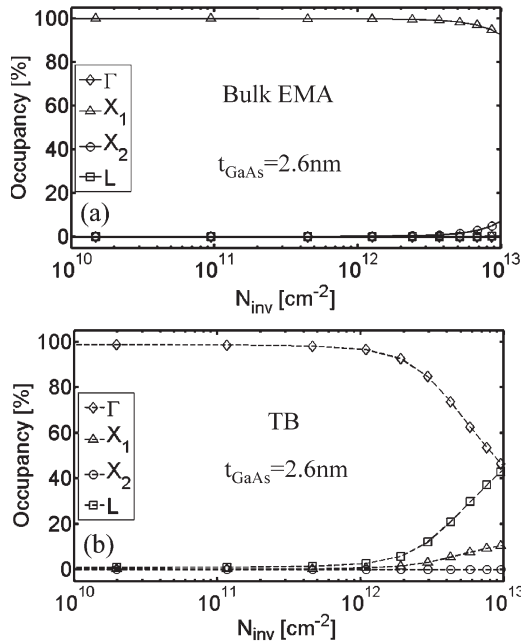 Occupancy [%]
100
80
60
40
20
0
Γ
X1
X2
L
Bulk EMA
tGaAs=2.6nm
(a)
10^10 10^11 10^12 10^13
Ninv [cm^-2]
Occupancy [%]
100
80
60
40
20
0
Γ
X1
X2
L
TB
tGaAs=2.6nm
(b)
10^10 10^11 10^12 10^13
Ninv [cm^-2]